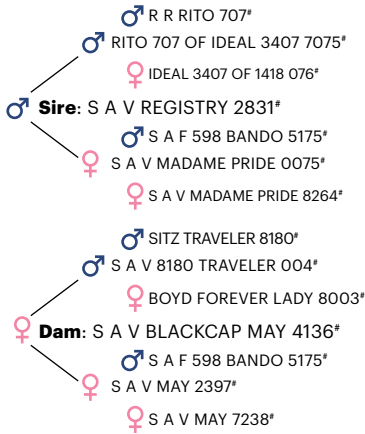 R R RITO 707#
RITO 707 OF IDEAL 3407 7075#
IDEAL 3407 OF 1418 076#
Sire: S A V REGISTRY 2831#
S A F 598 BANDO 5175#
S A V MADAME PRIDE 0075#
S A V MADAME PRIDE 8264#
SITZ TRAVELER 8180#
S A V 8180 TRAVELER 004#
BOYD FOREVER LADY 8003#
Dam: S A V BLACKCAP MAY 4136#
S A F 598 BANDO 5175#
S A V MAY 2397#
S A V MAY 7238#